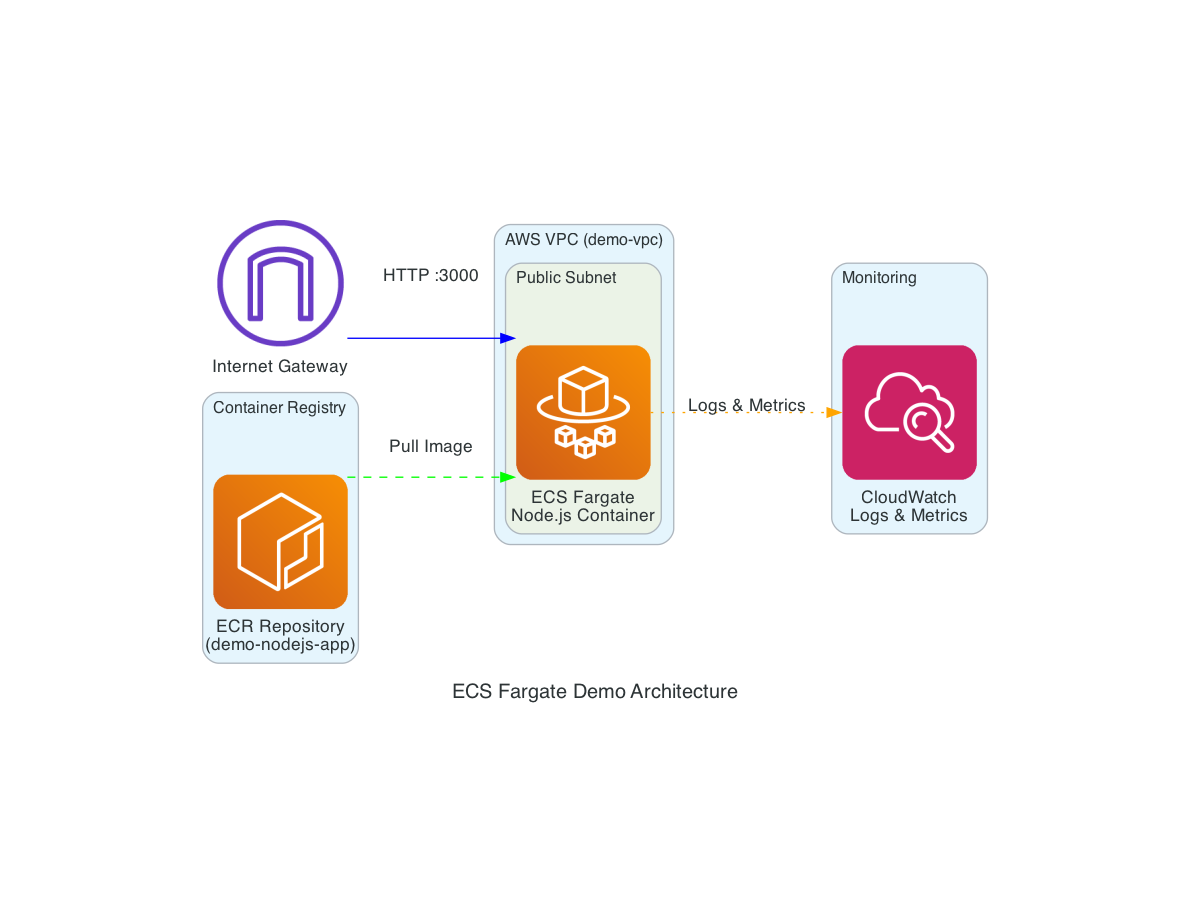 AWS VPC (demo-vpc)
HTTP :3000
Public Subnet
Monitoring
Internet Gateway
Container Registry
Logs & Metrics
Pull Image
ECS Fargate
Node.js Container
CloudWatch
Logs & Metrics
ECR Repository
(demo-nodejs-app)
ECS Fargate Demo Architecture